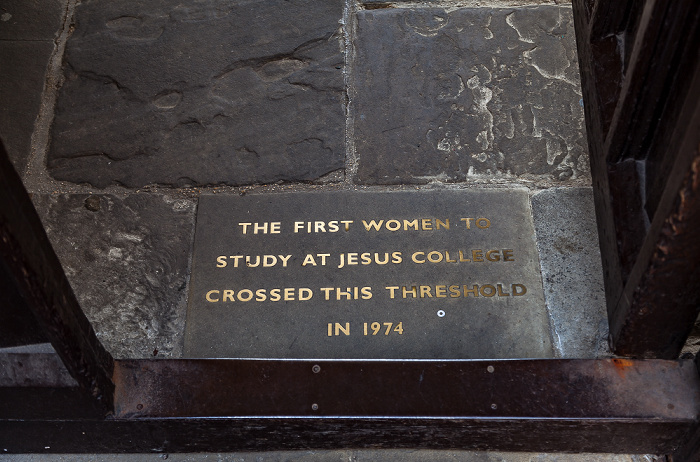 THE FIRST WOMEN TO
STUDY AT JESUS COLLEGE
CROSSED THIS THRESHOLD
IN 1974